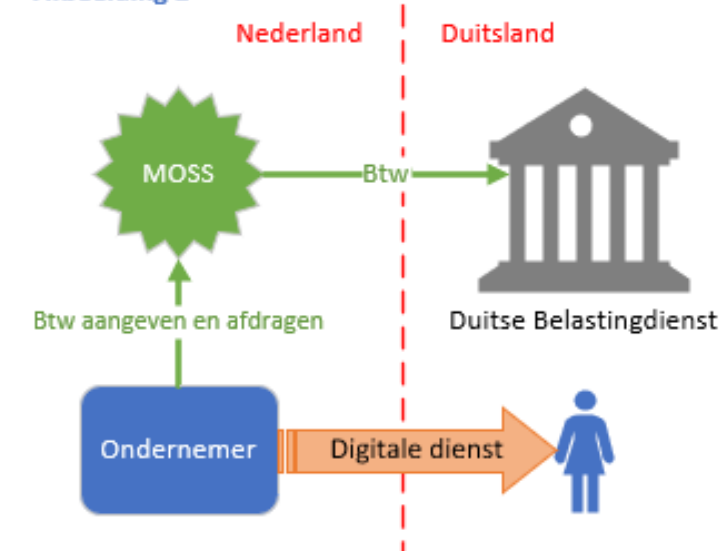 Nederland
Duitsland
MOSS
Btw
Btw aangeven en afdragen
Duitse Belastingdienst
Ondernemer
Digitale dienst